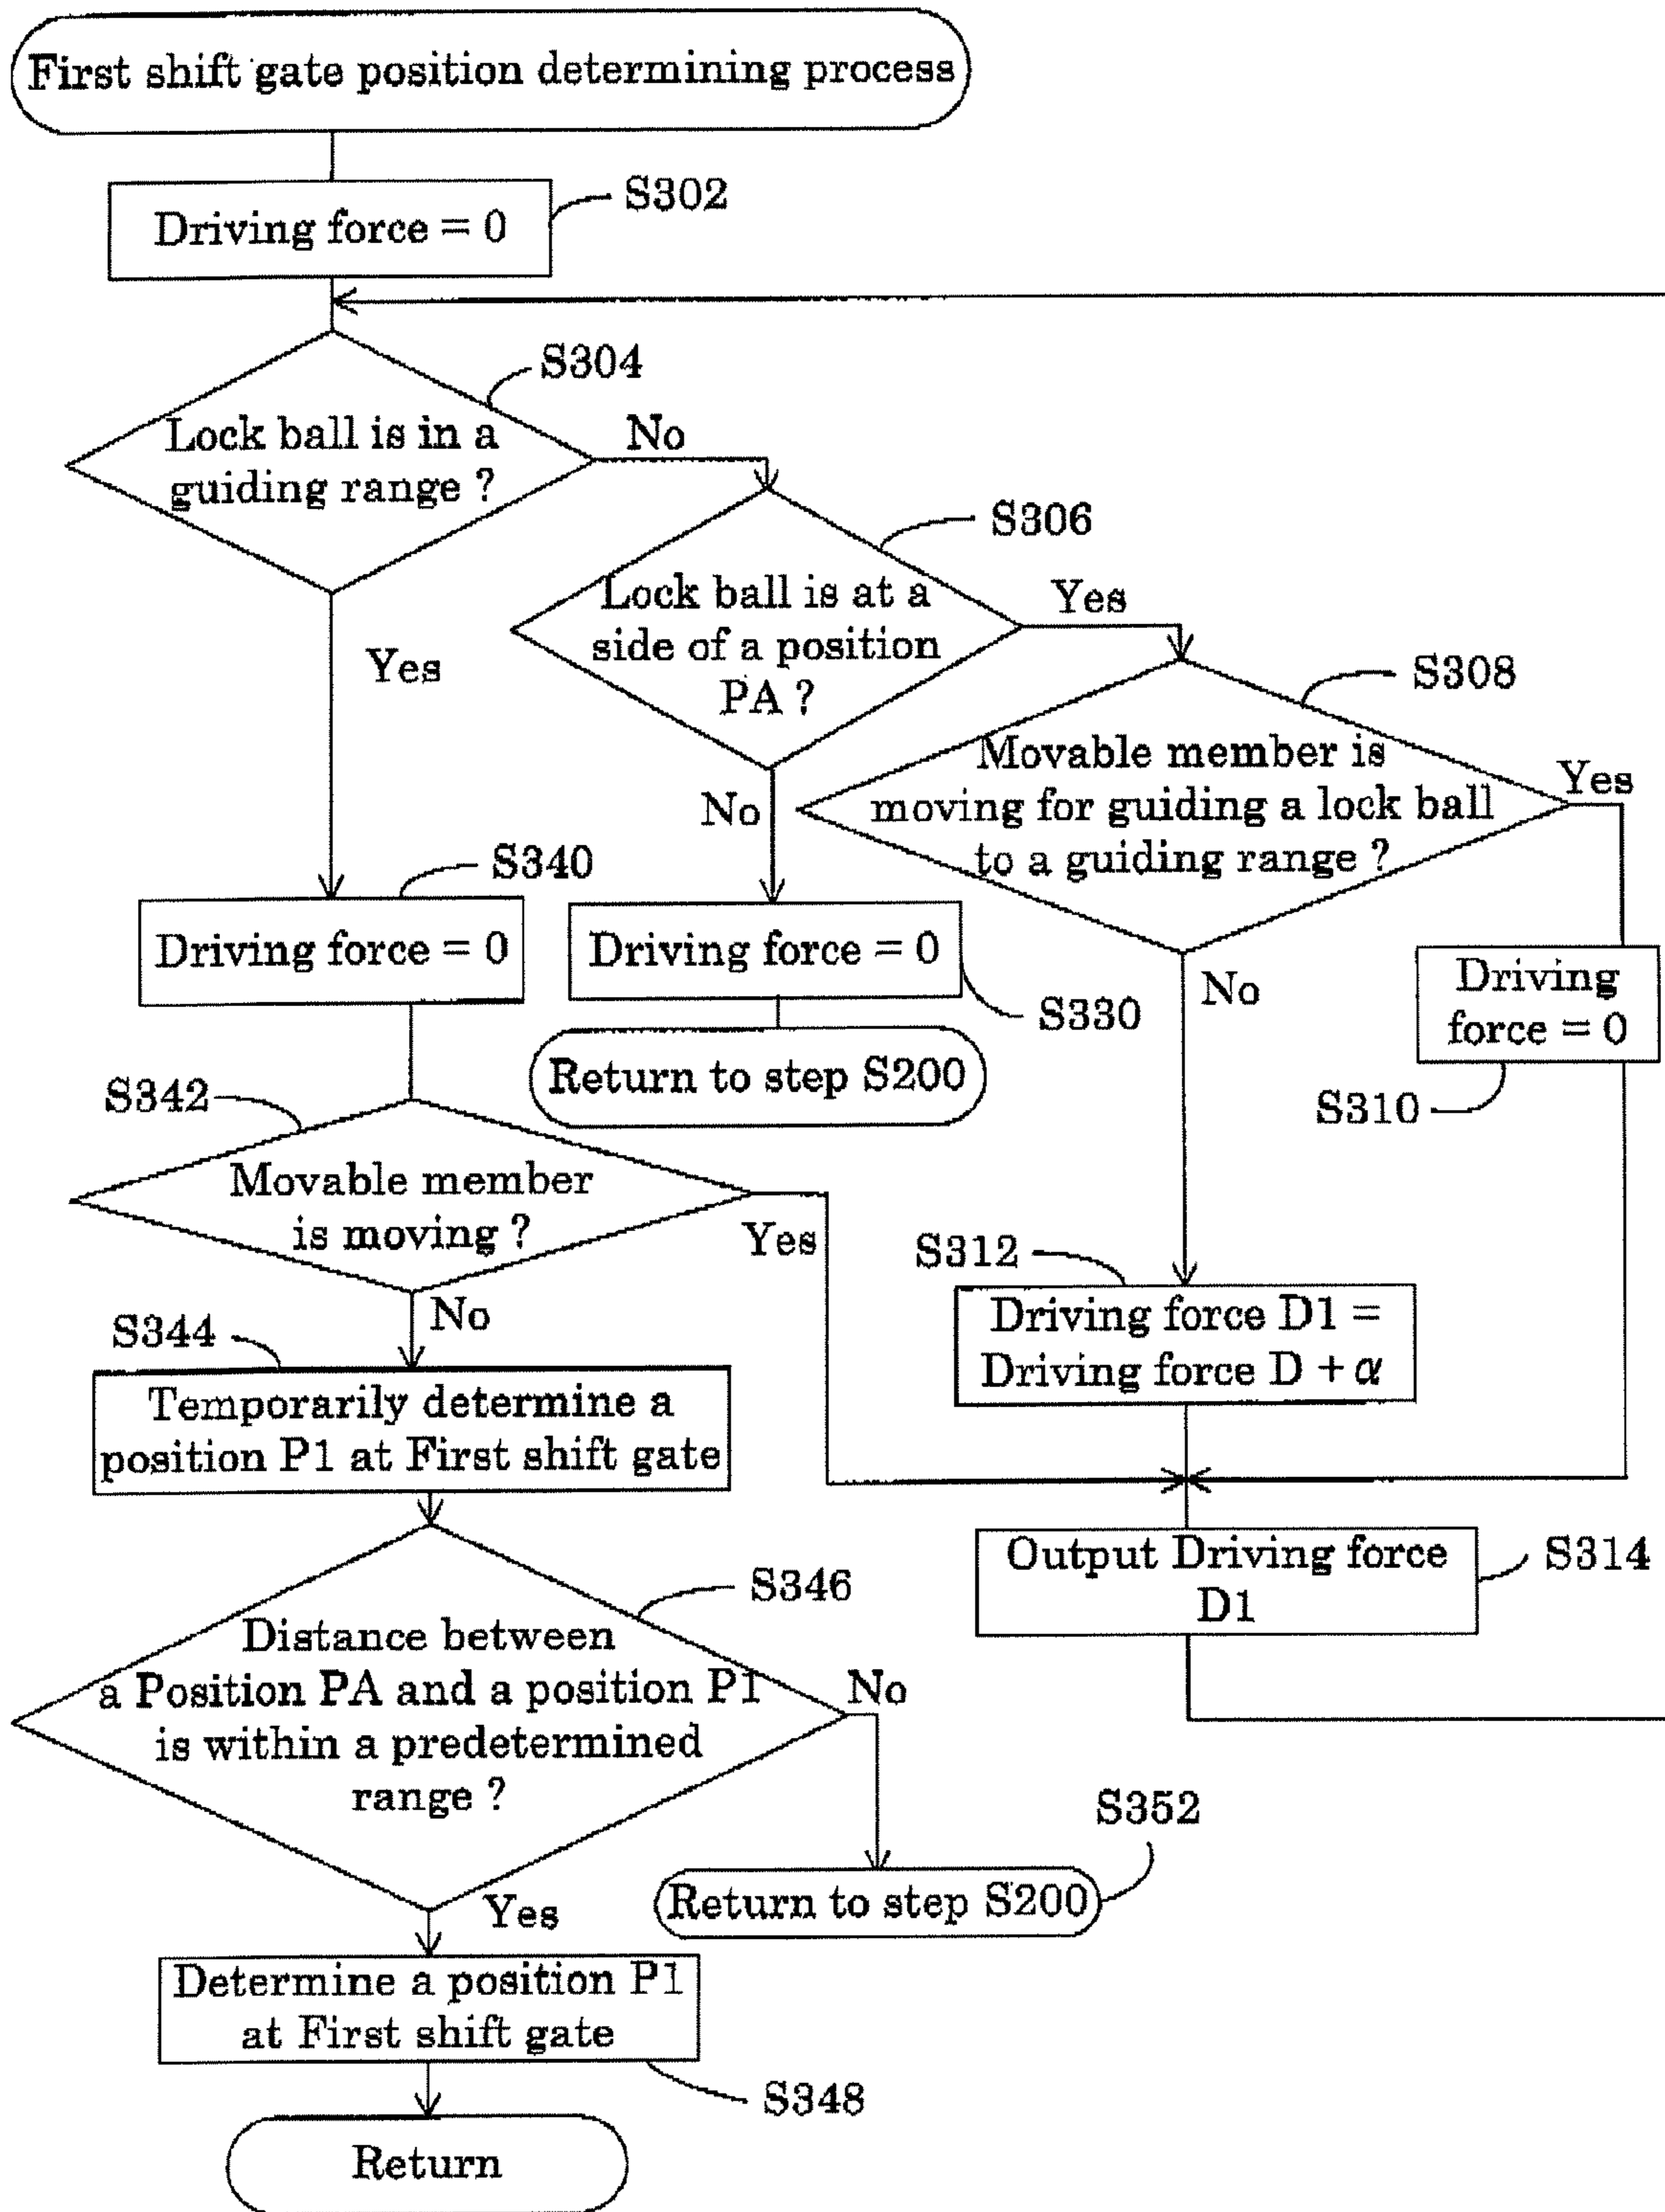 First shift gate position determining process
S302
Driving force = 0
S304
Lock ball is in a
guiding range ?
No
Yes
S306
Lock ball is at a
side of a position
PA ?
Yes
No
S308
Movable member is
moving for guiding a lock ball
to a guiding range ?
Yes
No
S340
Driving force = 0
Driving force = 0
S330
Return to step S200
Driving
force = 0
S310
S342
Movable member
is moving ?
Yes
No
S312
Driving force D1 =
Driving force D + α
S344
Temporarily determine a
position P1 at First shift gate
Output Driving force
D1
S314
S346
Distance between
a Position PA and a position P1
is within a predetermined
range ?
No
Yes
S352
Return to step S200
Determine a position P1
at First shift gate
S348
Return